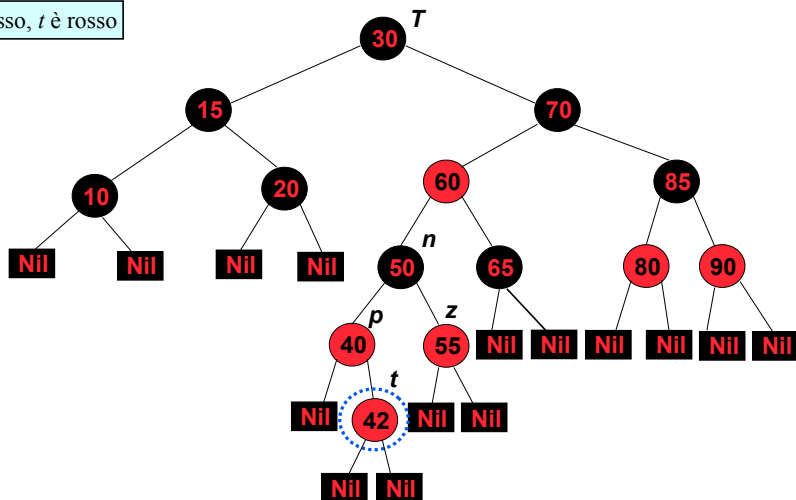 sso, t è rosso
T
30
15 70
10 20 60 85
n
Nil Nil Nil Nil 50 65 80 90
p z
40 55 Nil Nil Nil Nil Nil Nil
t
Nil 42 Nil Nil
Nil Nil